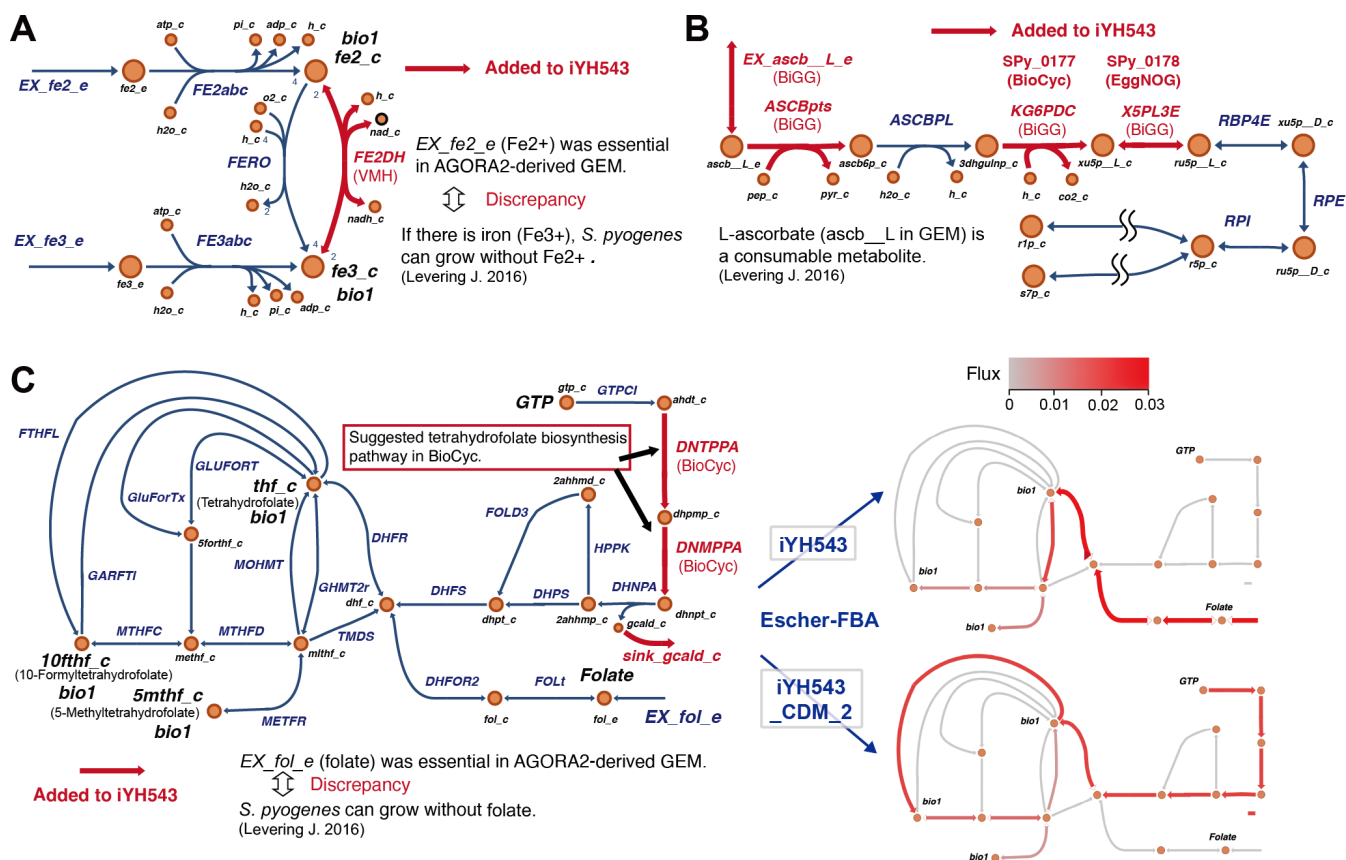 A
atp_c
pi_c
adp_c
h_c
bio1
fe2_c
Added to iYH543
EX_fe2_e
fe2_e
FE2abc
4
2
h2o_c
o2_c
h_c
4
FERO
h2o_c
2
h_c
nad_c
FE2DH
(VMH)
nadh_c
EX_fe2_e (Fe2+) was essential
in AGORA2-derived GEM.
Discrepancy
If there is iron (Fe3+), S. pyogenes
can grow without Fe2+ .
(Levering J. 2016)
atp_c
EX_fe3_e
FE3abc
4
2
fe3_e
fe3_c
bio1
h2o_c
h_c
pi_c
adp_c
B
Added to iYH543
EX_ascb__L_e
(BiGG)
ASCBpts
(BiGG)
SPy_0177
(BioCyc)
SPy_0178
(EggNOG)
KG6PDC
(BiGG)
X5PL3E
(BiGG)
ASCBPL
RBP4E
xu5p__D_c
ascb__L_e
ascb6p_c
3dhgulnp_c
xu5p_L_c
ru5p__L_c
pep_c
pyr_c
h2o_c
h_c
h_c
co2_c
RPE
RPI
r1p_c
r5p_c
ru5p__D_c
s7p_c
L-ascorbate (ascb__L in GEM) is
a consumable metabolite.
(Levering J. 2016)
C
FTHFL
GLUFORT
GluForTx
thf_c
(Tetrahydrofolate)
bio1
5forthf_c
GARFTI
MOHMT
GHMT2r
DHFR
GTP
gtp_c
GTPCI
ahdt_c
Suggested tetrahydrofolate biosynthesis
pathway in BioCyc.
DNTPPA
(BioCyc)
2ahhmd_c
FOLD3
HPPK
dhpmp_c
DNMPPA
(BioCyc)
dhf_c
DHFS
DHPS
DHNPA
dhpt_c
2ahhmp_c
dhnpt_c
gcald_c
sink_gcald_c
MTHFC
MTHFD
TMDS
10fthf_c
(10-Formyltetrahydrofolate)
bio1
methf_c
mlthf_c
5mthf_c
(5-Methyltetrahydrofolate)
bio1
METFR
DHFOR2
FOLt
Folate
fol_c
fol_e
EX_fol_e
Added to iYH543
EX_fol_e (folate) was essential in AGORA2-derived GEM.
Discrepancy
S. pyogenes can grow without folate.
(Levering J. 2016)
Flux
0
0.01
0.02
0.03
iYH543
Escher-FBA
iYH543
_CDM_2
GTP
bio1
bio1
Folate
bio1
GTP
bio1
bio1
Folate
bio1